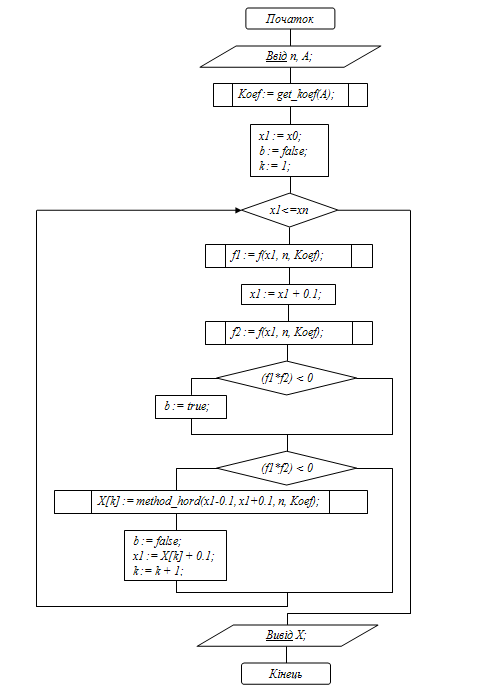 Початок
Ввід n, A;
Koef := get_koef(A);
x1 := x0;
b := false;
k := 1;
x1<=xn
f1 := f(x1, n, Koef);
x1 := x1 + 0.1;
f2 := f(x1, n, Koef);
(f1*f2) < 0
b := true;
(f1*f2) < 0
X[k] := method_hord(x1-0.1, x1+0.1, n, Koef);
b := false;
x1 := X[k] + 0.1;
k := k + 1;
Вивід X;
Кінець